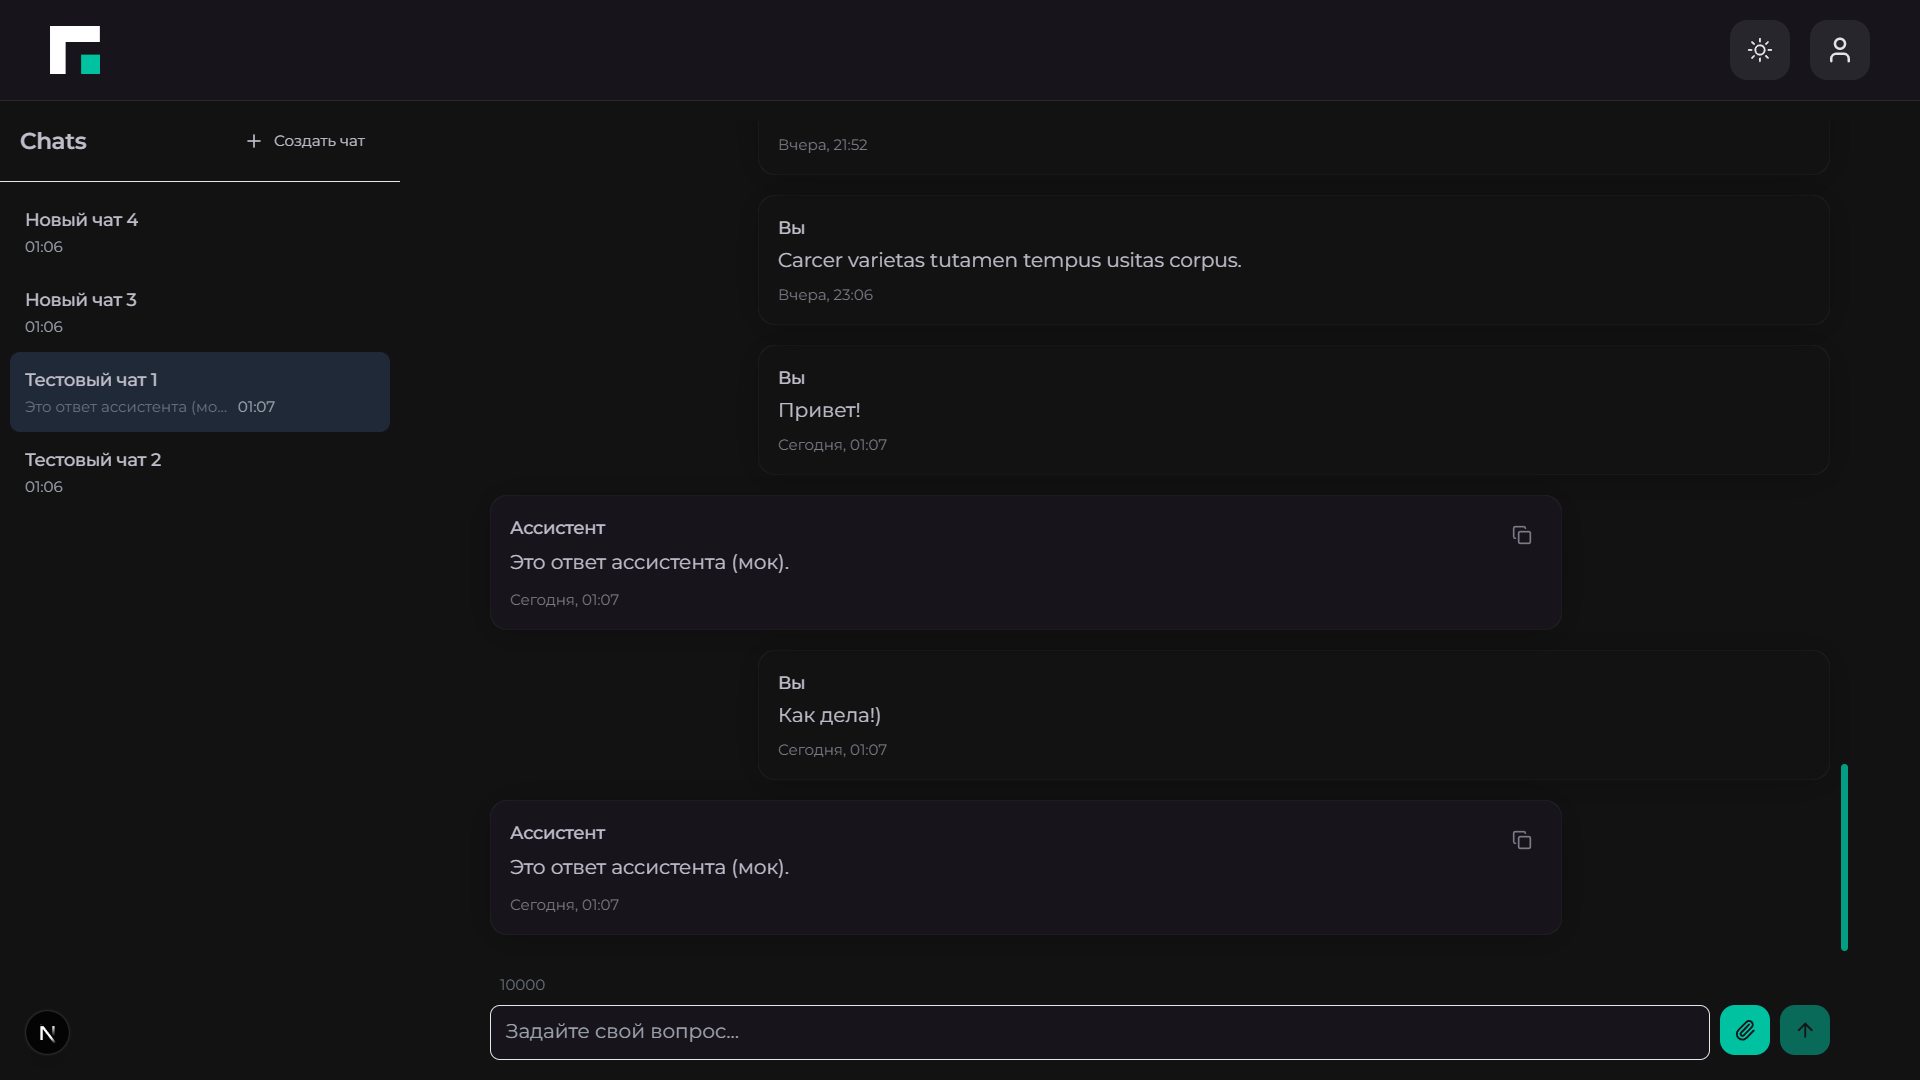 Chats
Создать чат
Новый чат 4
01:06
Новый чат 3
01:06
Тестовый чат 1
Это ответ ассистента (мо... 01:07
Тестовый чат 2
01:06
Вчера, 21:52
Вы
Carcer varietas tutamen tempus usitas corpus.
Вчера, 23:06
Вы
Привет!
Сегодня, 01:07
Ассистент
Это ответ ассистента (мок).
Сегодня, 01:07
Вы
Как дела!)
Сегодня, 01:07
Ассистент
Это ответ ассистента (мок).
Сегодня, 01:07
10000
Задайте свой вопрос...
N